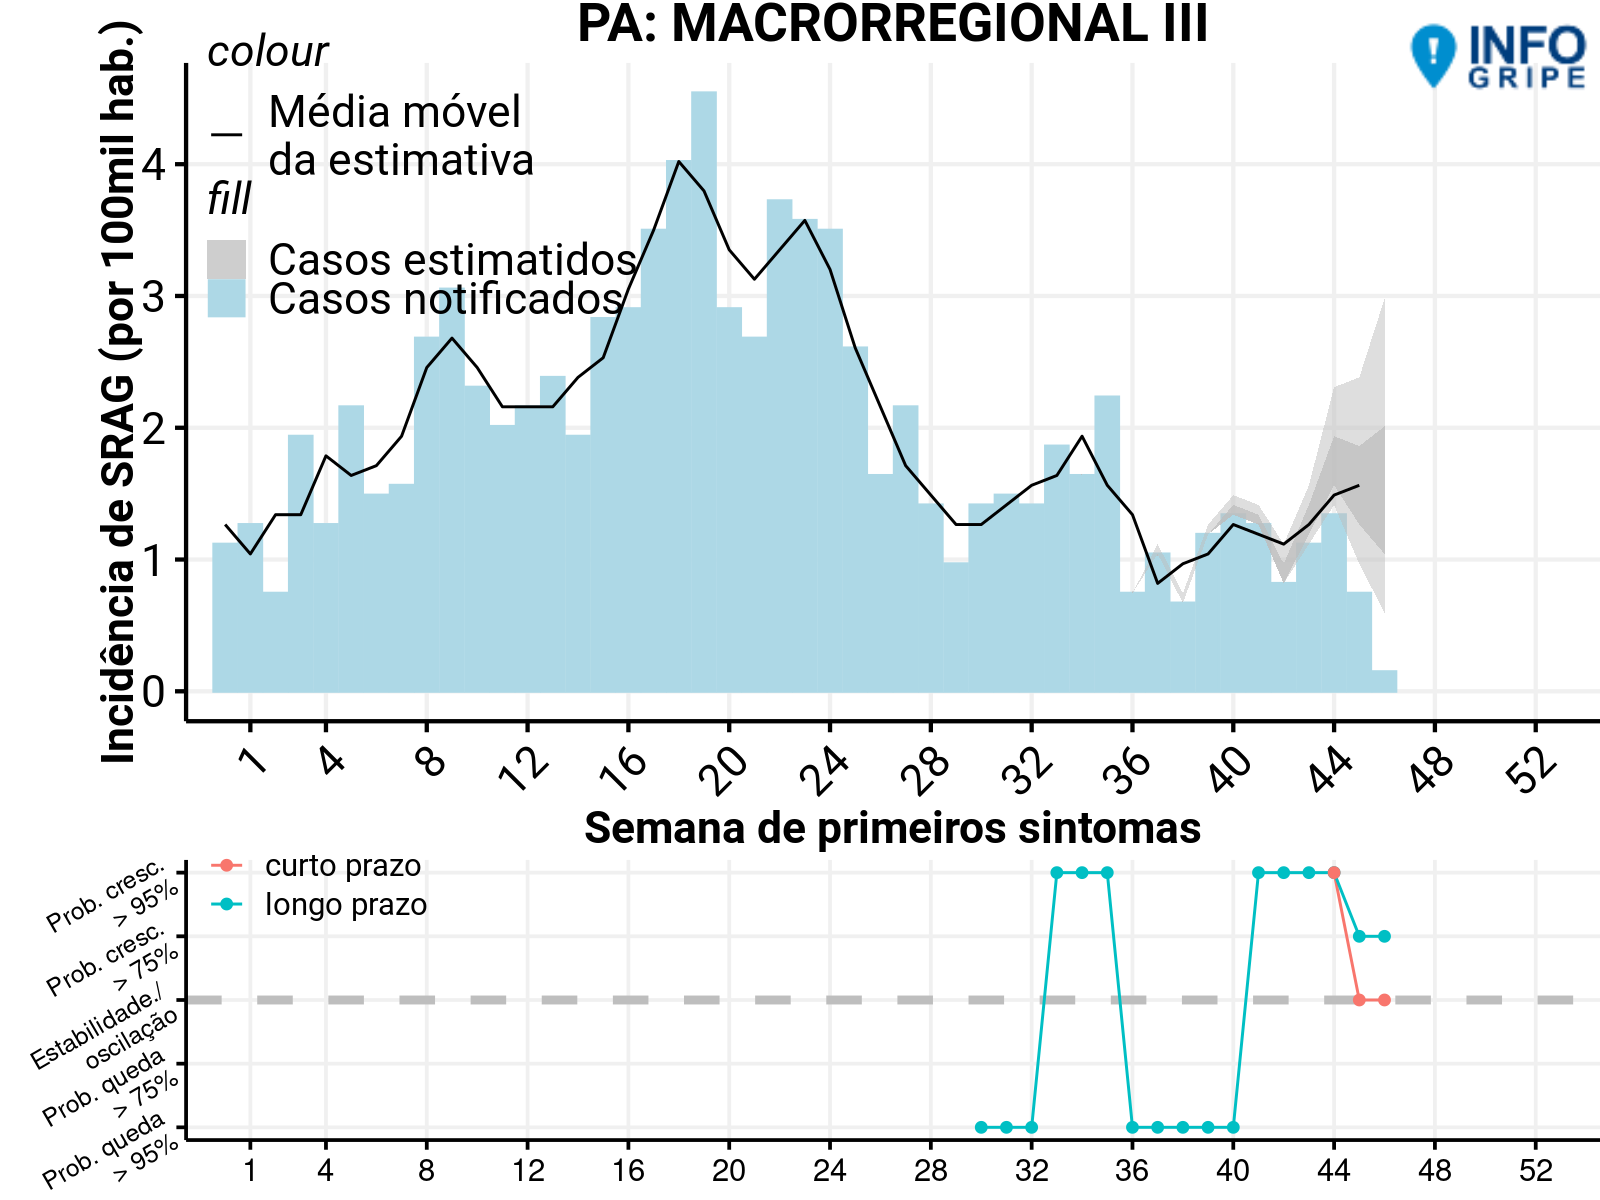 PA: MACRORREGIONAL III
INFO
GRIPE
colour
Média móvel
da estimativa
fill
Casos estimatidos
Casos notificados
Incidência de SRAG (por 100mil hab.)
4
3
2
1
0
1 4 8 12 16 20 24 28 32 36 40 44 48 52
Semana de primeiros sintomas
curto prazo
longo prazo
Prob. cresc.
> 95%
Prob. cresc.
> 75%
Estabilidade./
oscilação
Prob. queda
> 75%
Prob. queda
> 95%
1 4 8 12 16 20 24 28 32 36 40 44 48 52